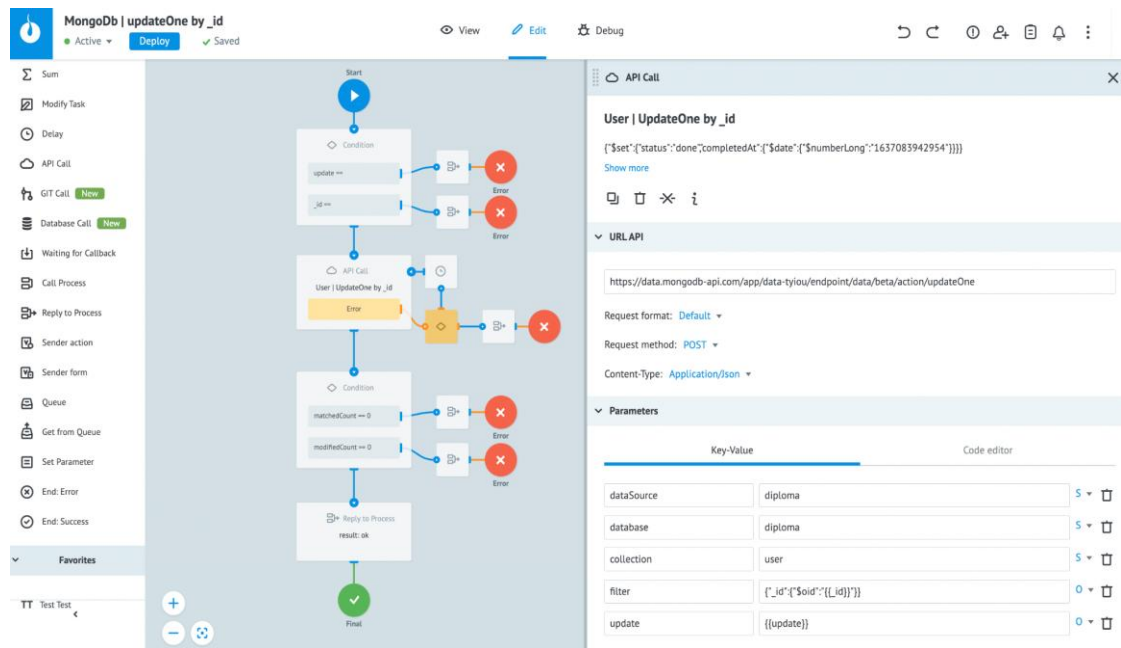 MongoDb | updateOne by _id
Active
Deploy
Saved
View
Edit
Debug
Sum
Modify Task
Delay
API Call
GIT Call New
Database Call New
Waiting for Callback
Call Process
Reply to Process
Sender action
Sender form
Queue
Get from Queue
Set Parameter
End: Error
End: Success
Favorites
TT Test Test
Start
Condition
update ==
Error
_id ==
Error
API Call
User | UpdateOne by _id
Error
Condition
matchedCount == 0
Error
modifiedCount == 0
Error
Reply to Process
result: ok
Final
API Call
User | UpdateOne by _id
{"$set":{"status":"done","completedAt":{"$date":{"$numberLong":"1637083942954"}}}}
Show more
URL API
https://data.mongodb-api.com/app/data-tyiou/endpoint/data/beta/action/updateOne
Request format: Default
Request method: POST
Content-Type: Application/Json
Parameters
Key-Value
Code editor
dataSource diploma S
database diploma S
collection user S
filter {"_id":{"$oid":"{{_id}}"}} O
update {{update}} O